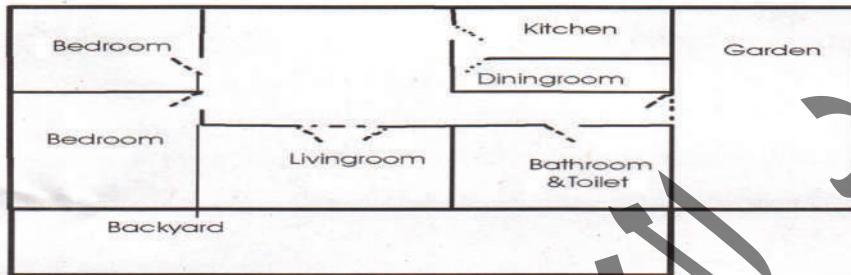 Kitchen
Bedroom
Garden
Diningroom
Bedroom
Livingroom
Bathroom
&Toilet
Backyard